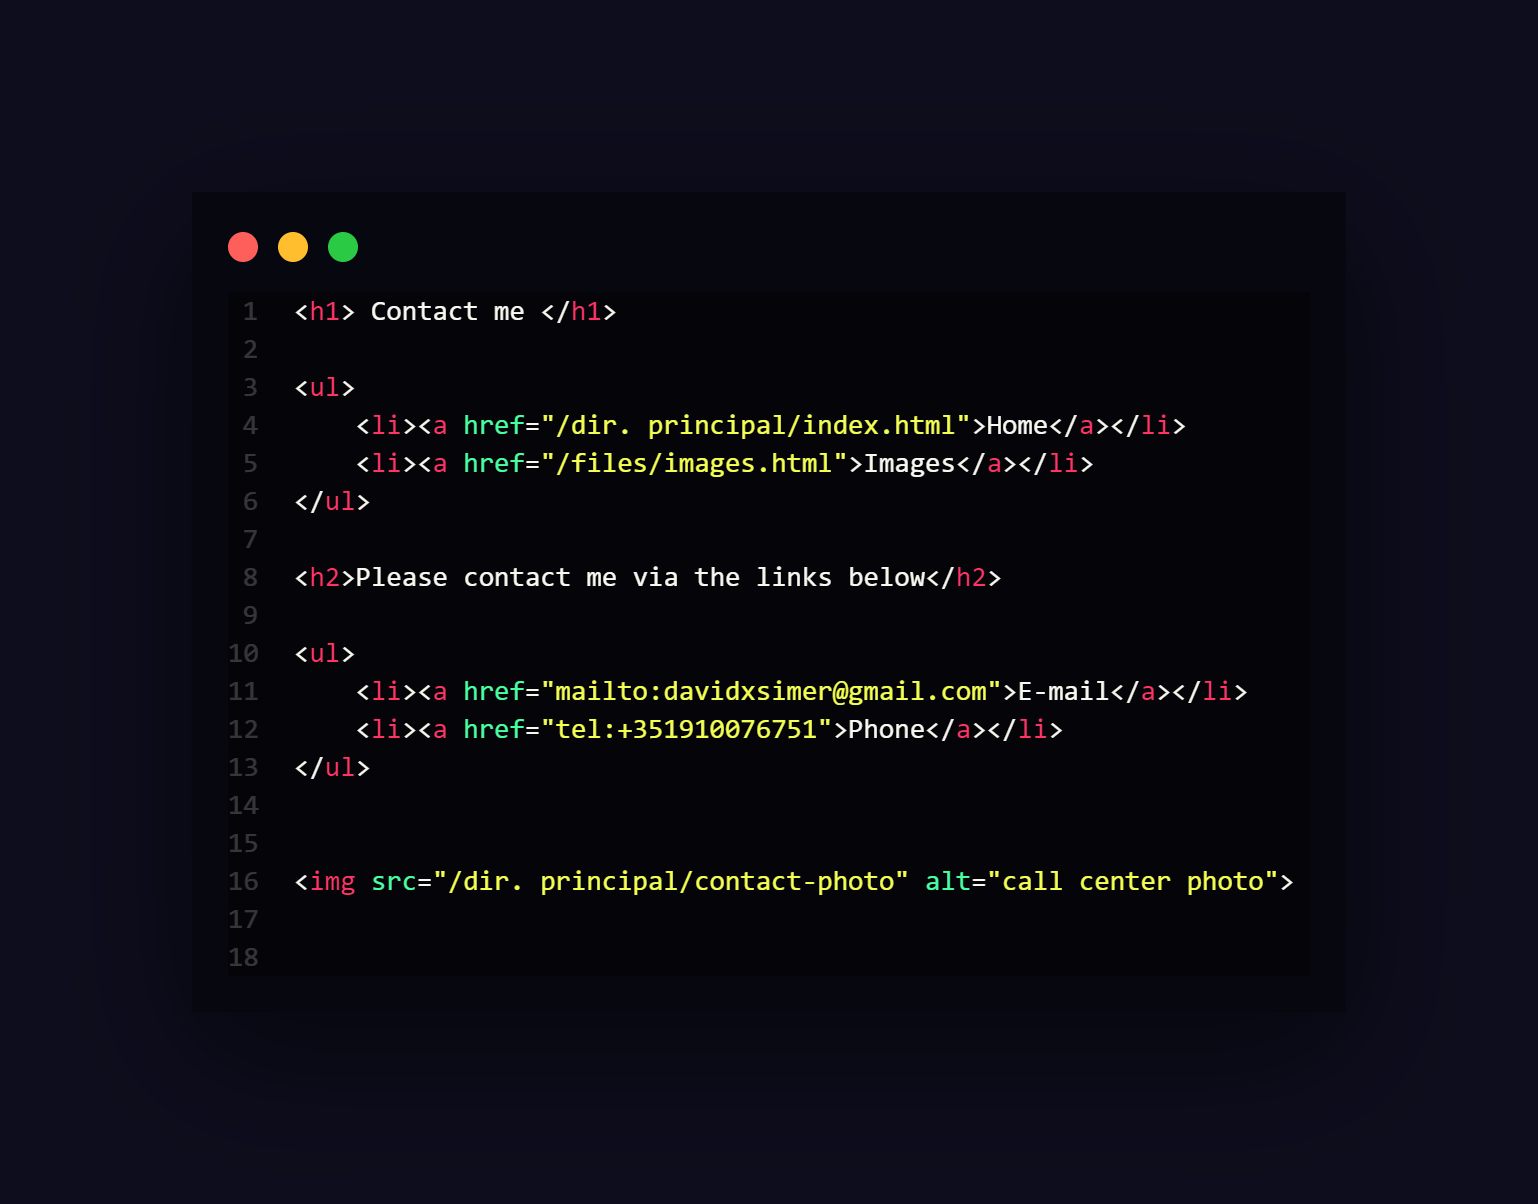 1 <h1> Contact me </h1>
2
3 <ul>
4     <li><a href="/dir. principal/index.html">Home</a></li>
5     <li><a href="/files/images.html">Images</a></li>
6 </ul>
7
8 <h2>Please contact me via the links below</h2>
9
10 <ul>
11     <li><a href="mailto:davidxsimer@gmail.com">E-mail</a></li>
12     <li><a href="tel:+351910076751">Phone</a></li>
13 </ul>
14
15
16 <img src="/dir. principal/contact-photo" alt="call center photo">
17
18